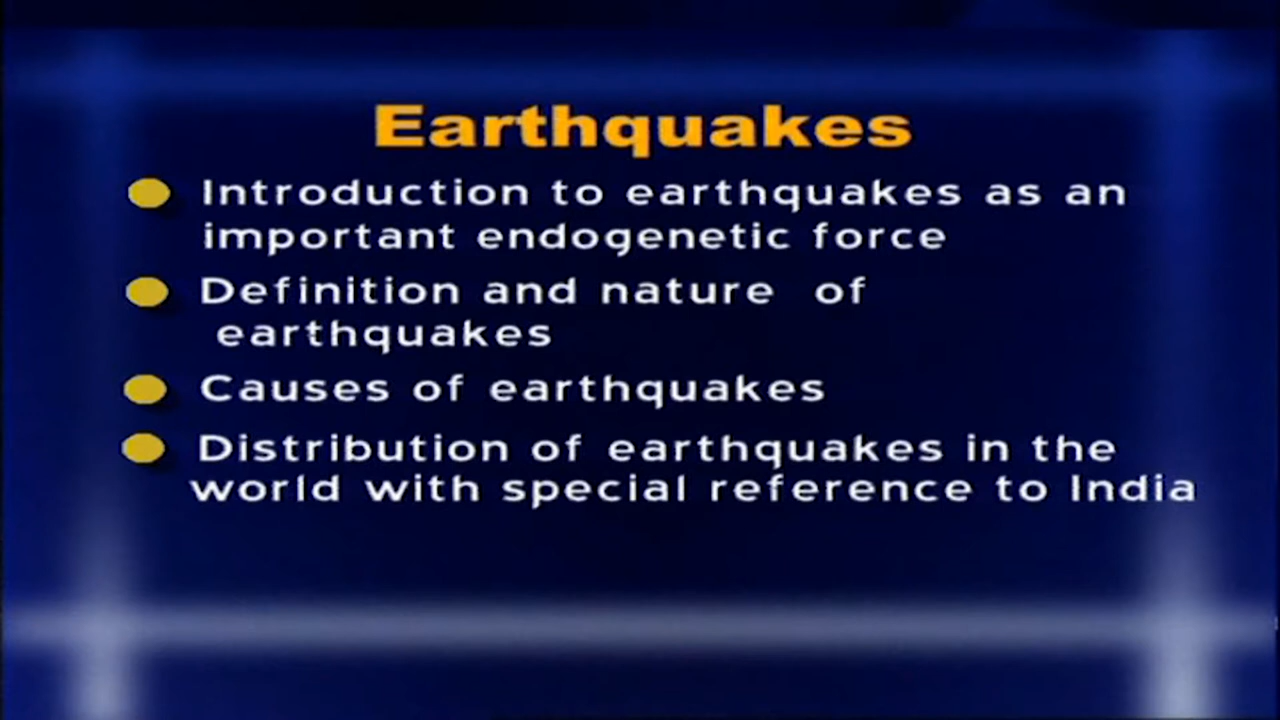 Earthquakes
Introduction to earthquakes as an
important endogenetic force
Definition and nature of
earthquakes
Causes of earthquakes
Distribution of earthquakes in the
world with special reference to India